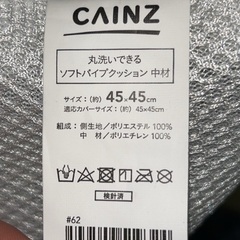 CAINZ
丸洗いできる
ソフトパイプクッション 中材
サイズ：(約) 45×45cm
適応カバーサイズ：(約) 45×45cm
組成：側生地／ポリエステル 100%
中　材／ポリエチレン 100%
検針済
#62